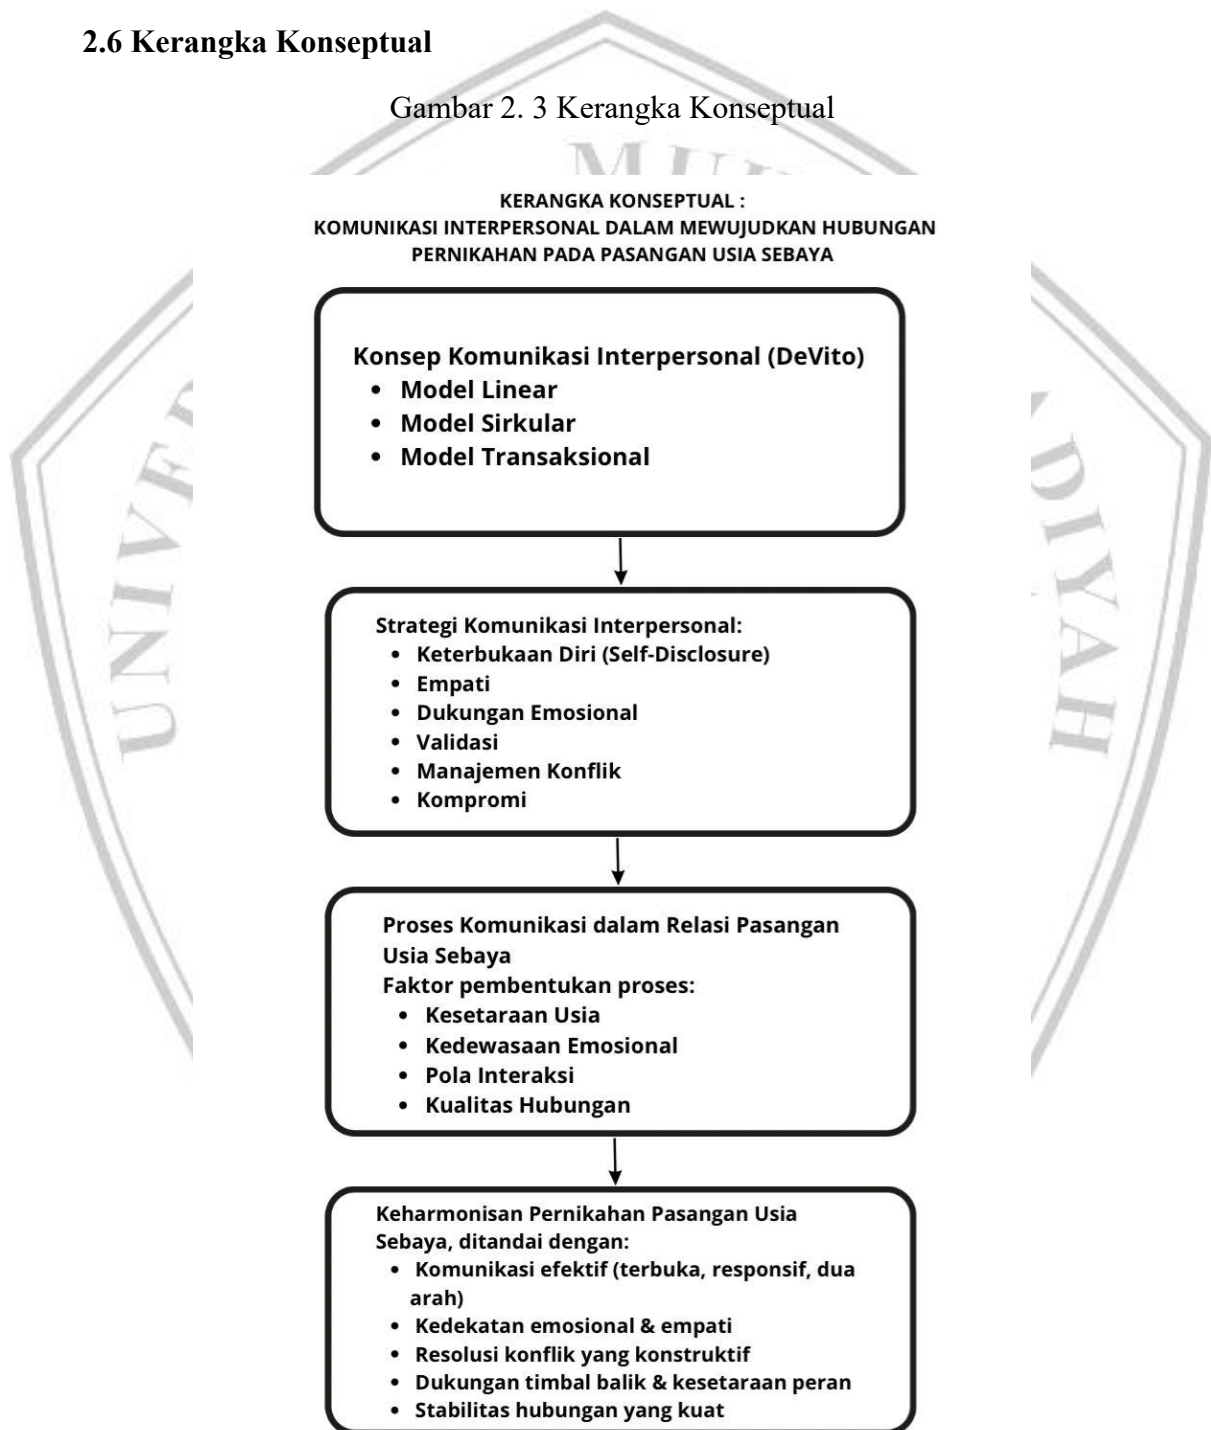 2.6 Kerangka Konseptual
Gambar 2. 3 Kerangka Konseptual
KERANGKA KONSEPTUAL :
KOMUNIKASI INTERPERSONAL DALAM MEWUJUDKAN HUBUNGAN
PERNIKAHAN PADA PASANGAN USIA SEBAYA
Konsep Komunikasi Interpersonal (DeVito)
• Model Linear
• Model Sirkular
• Model Transaksional
Strategi Komunikasi Interpersonal:
• Keterbukaan Diri (Self-Disclosure)
• Empati
• Dukungan Emosional
• Validasi
• Manajemen Konflik
• Kompromi
Proses Komunikasi dalam Relasi Pasangan
Usia Sebaya
Faktor pembentukan proses:
• Kesetaraan Usia
• Kedewasaan Emosional
• Pola Interaksi
• Kualitas Hubungan
Keharmonisan Pernikahan Pasangan Usia
Sebaya, ditandai dengan:
• Komunikasi efektif (terbuka, responsif, dua
arah)
• Kedekatan emosional & empati
• Resolusi konflik yang konstruktif
• Dukungan timbal balik & kesetaraan peran
• Stabilitas hubungan yang kuat